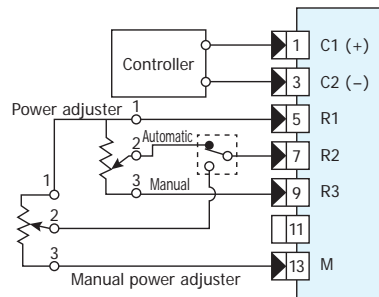 Controller
1 C1 (+)
3 C2 (−)
Power adjuster 1
5 R1
Automatic
2
7 R2
3 Manual
9 R3
1
2
11
3
Manual power adjuster
13 M